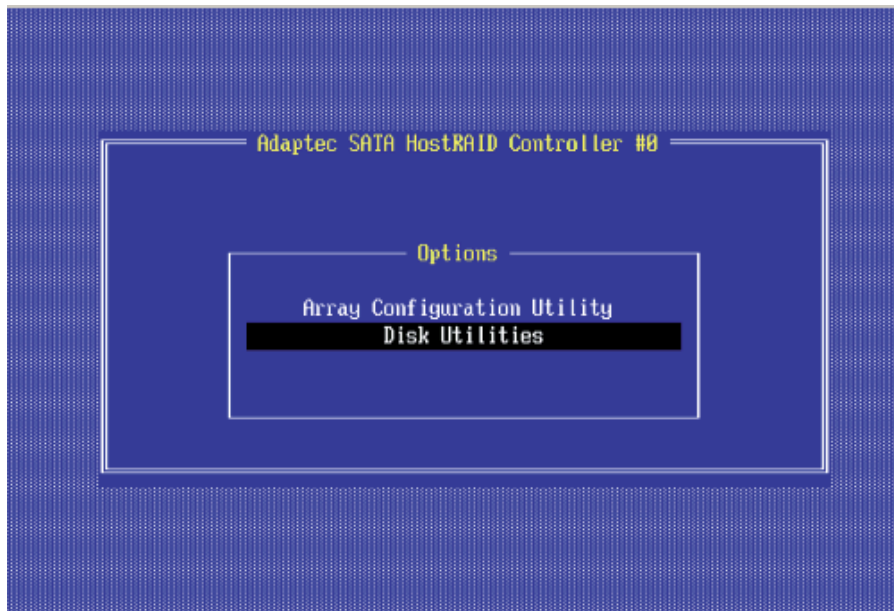 Adaptec SATA HostRAID Controller #0
Options
Array Configuration Utility
Disk Utilities